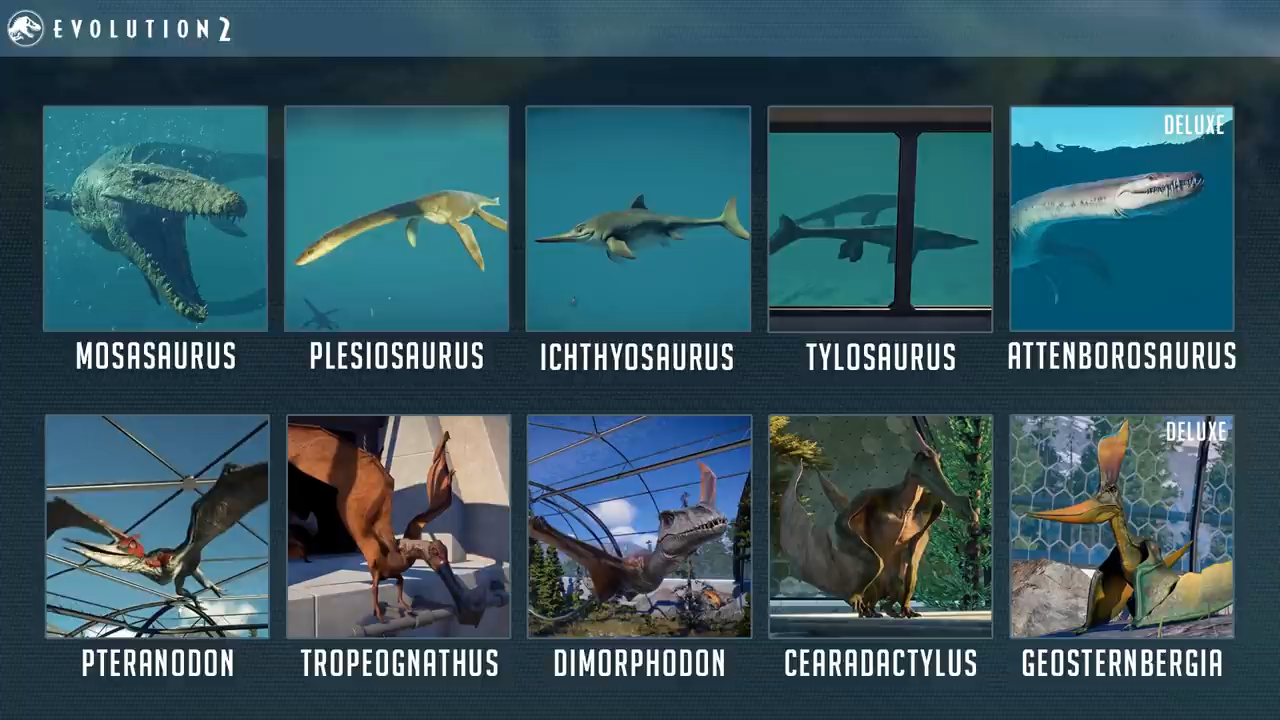 EVOLUTION 2
DELUXE
MOSASAURUS PLESIOSAURUS ICHTHYOSAURUS TYLOSAURUS ATTENBOROSAURUS
DELUXE
PTERANODON TROPEOGNATHUS DIMORPHODON CEARADACTYLUS GEOSTERNBERGIA